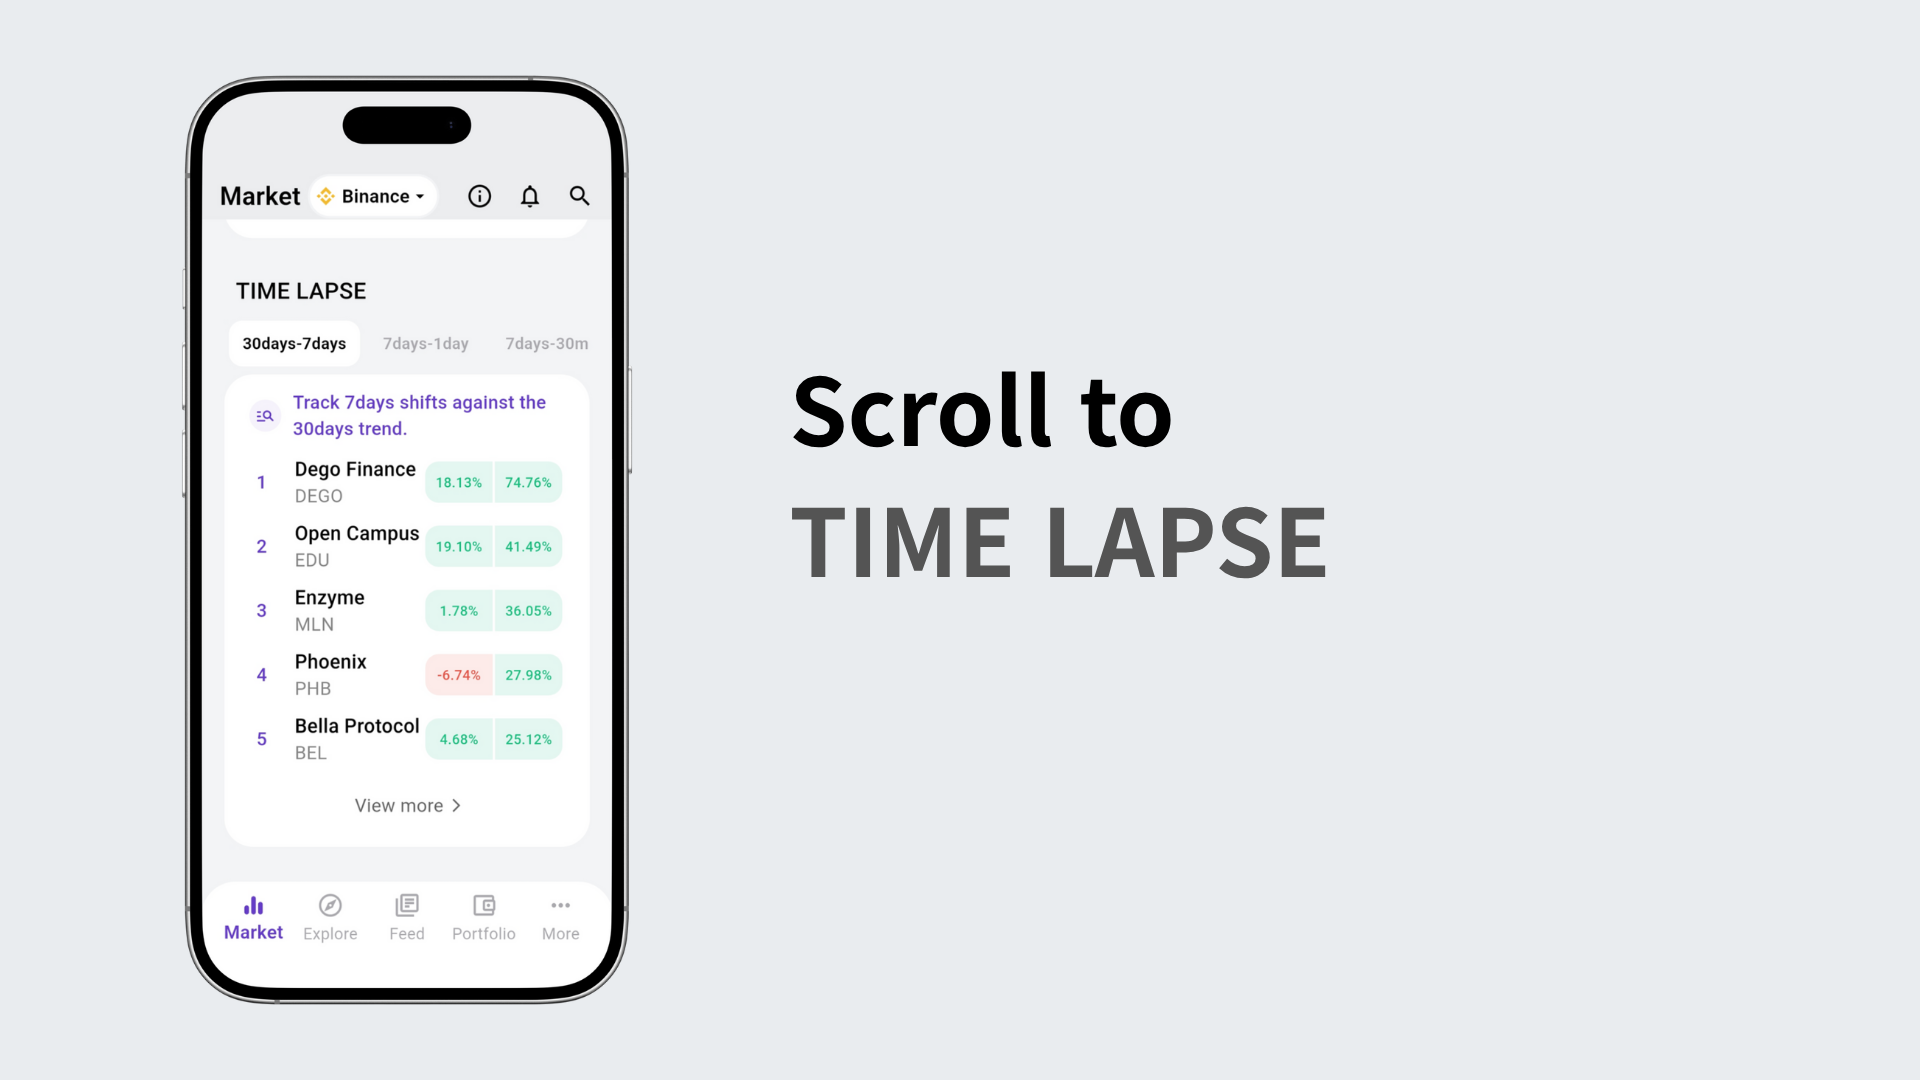 Market Binance
TIME LAPSE
30days-7days 7days-1day 7days-30m
Track 7days shifts against the
30days trend.
1 Dego Finance 18.13% 74.76%
DEGO
2 Open Campus 19.10% 41.49%
EDU
3 Enzyme 1.78% 36.05%
MLN
4 Phoenix -6.74% 27.98%
PHB
5 Bella Protocol 4.68% 25.12%
BEL
View more
Market Explore Feed Portfolio More
Scroll to
TIME LAPSE